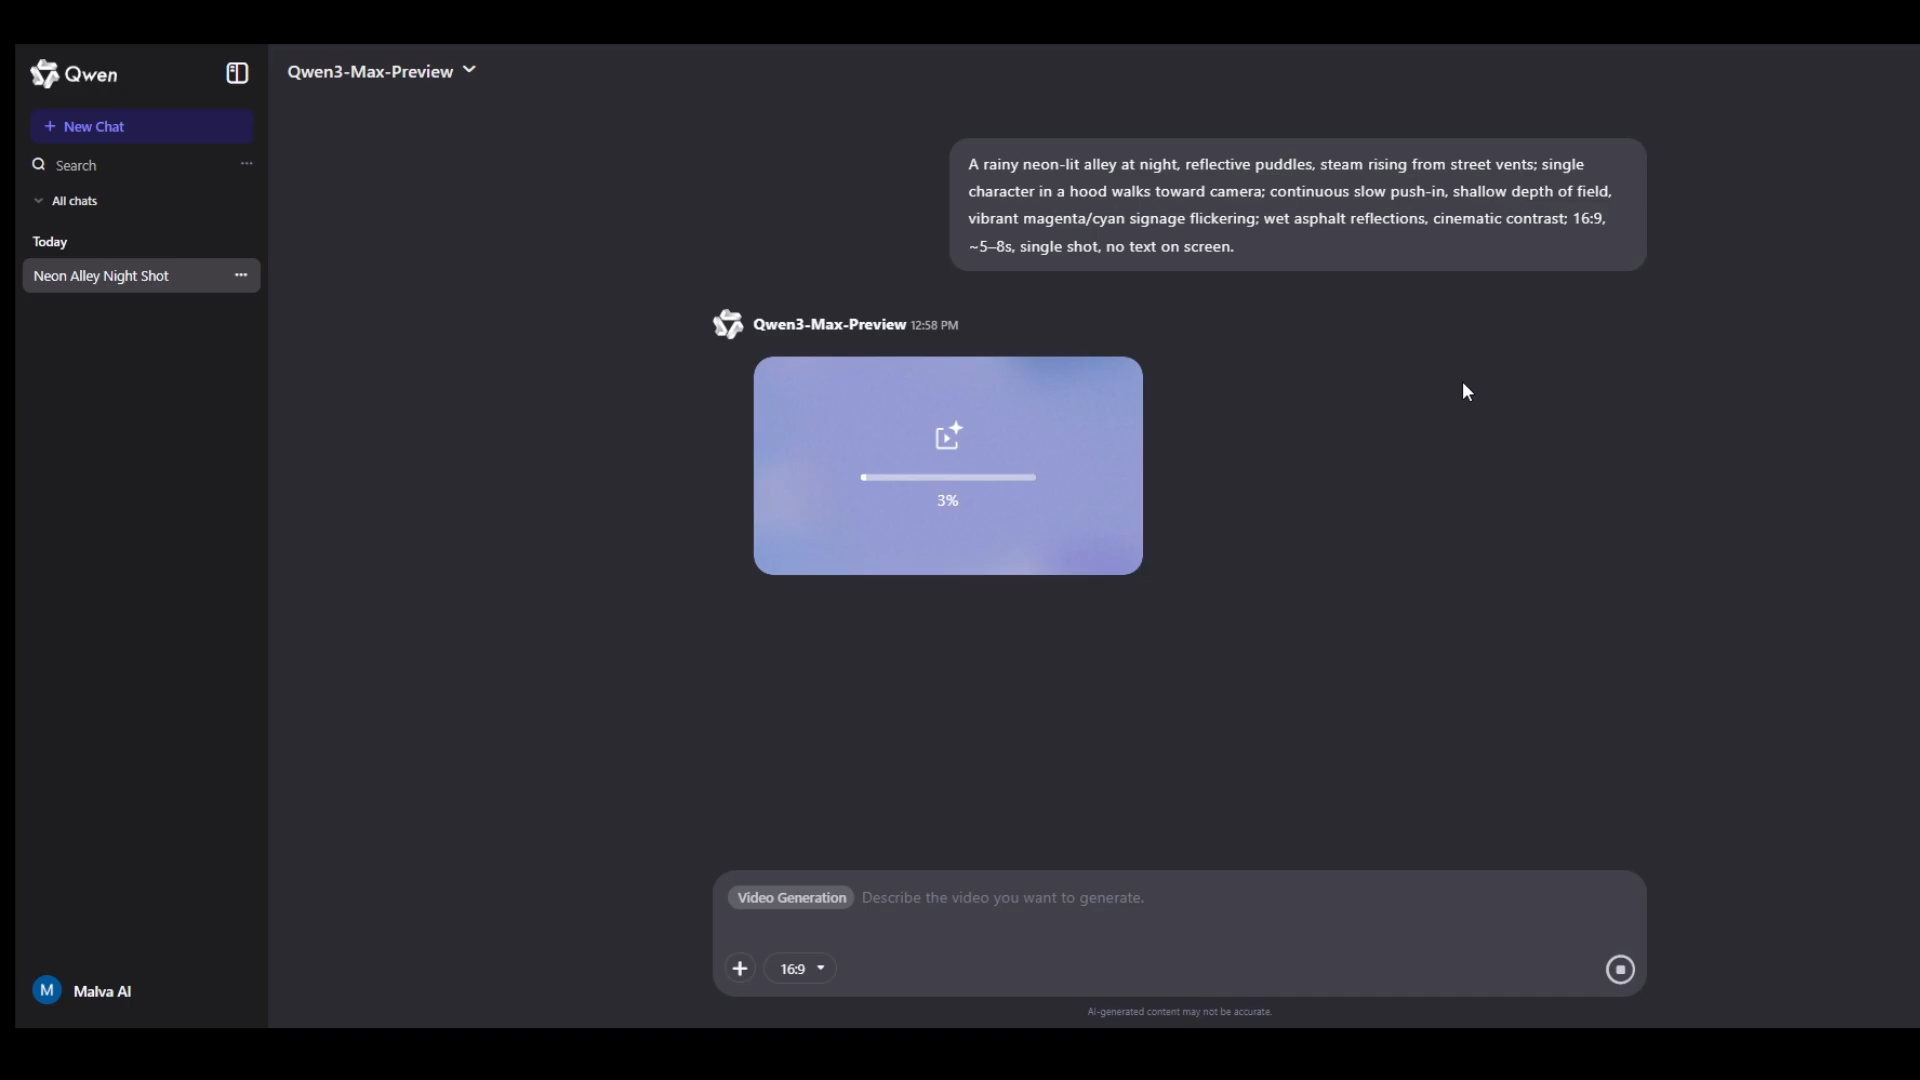 Qwen
New Chat
Search
All chats
Today
Neon Alley Night Shot
Malva AI
Qwen3-Max-Preview
A rainy neon-lit alley at night, reflective puddles, steam rising from street vents; single
character in a hood walks toward camera; continuous slow push-in, shallow depth of field,
vibrant magenta/cyan signage flickering; wet asphalt reflections, cinematic contrast; 16:9,
~5–8s, single shot, no text on screen.
Qwen3-Max-Preview 12:58 PM
3%
Video Generation Describe the video you want to generate.
16:9
AI-generated content may not be accurate.
M